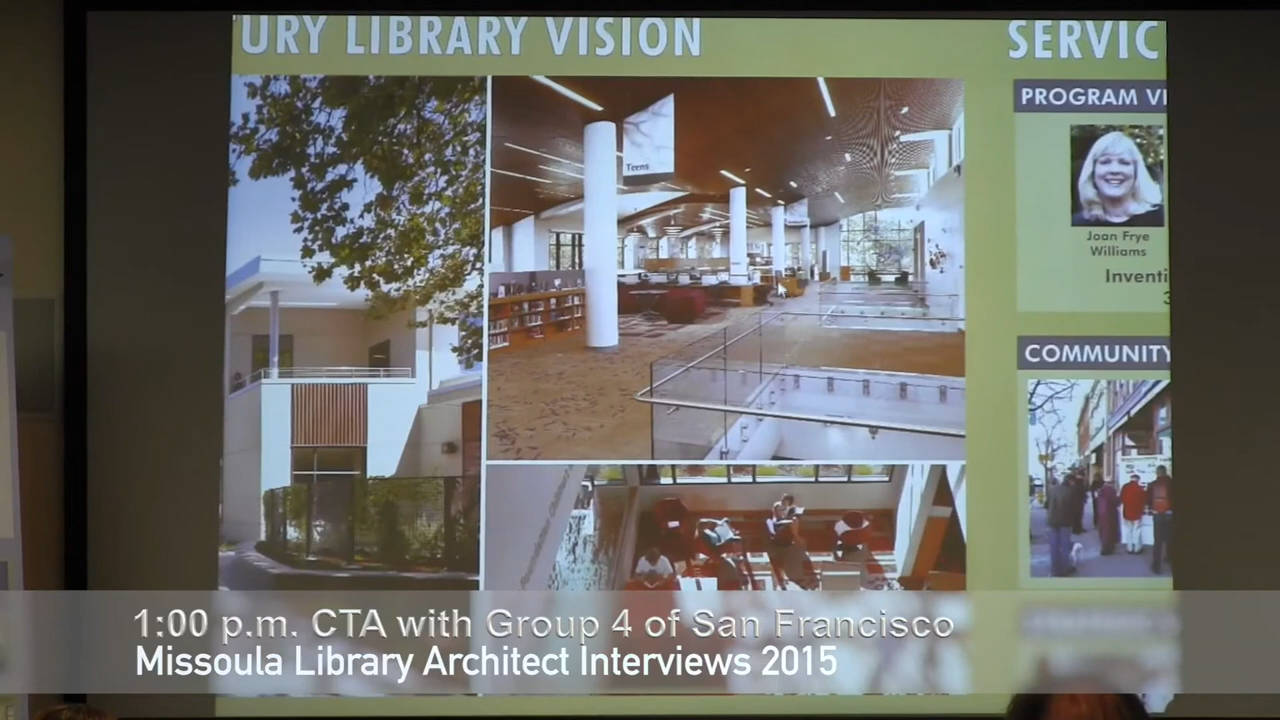 URY LIBRARY VISION
SERVIC
PROGRAM VI
Teens
Joan Frye
Williams
Inventi
3
COMMUNITY
1:00 p.m. CTA with Group 4 of San Francisco
Missoula Library Architect Interviews 2015